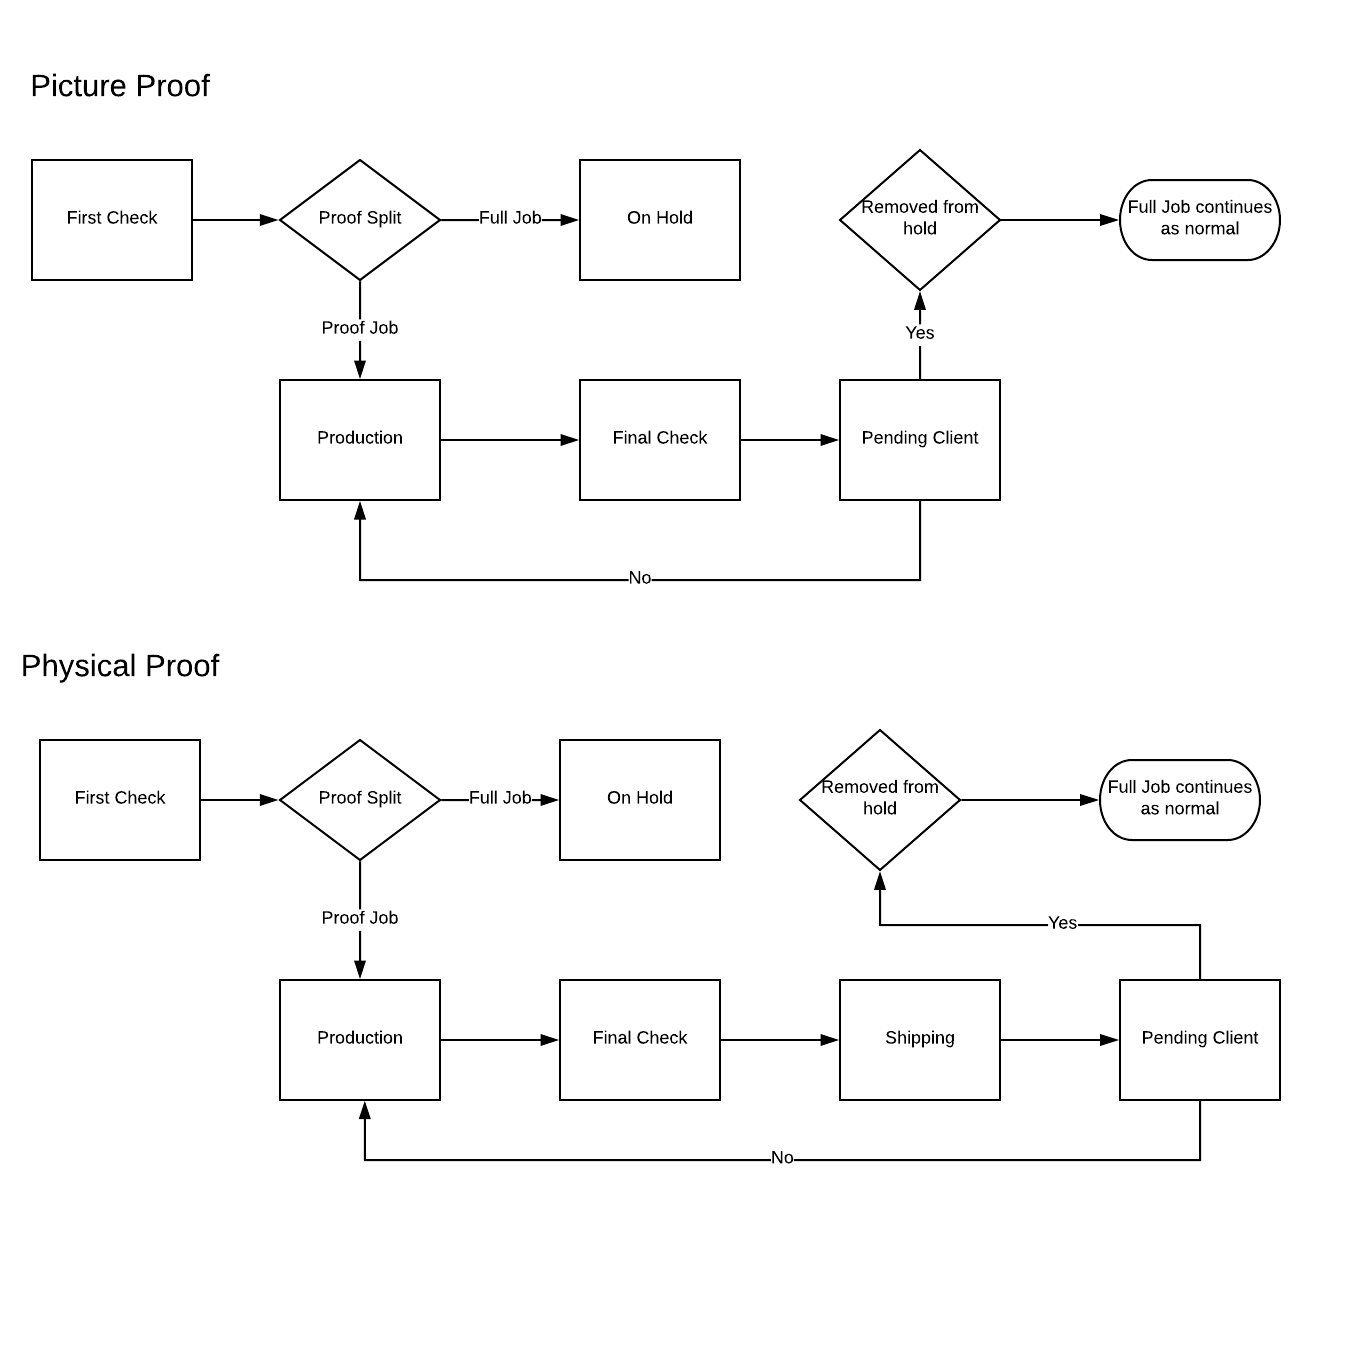 Picture Proof
First Check
Proof Split
Full Job
On Hold
Removed from
hold
Full Job continues
as normal
Proof Job
Yes
Production
Final Check
Pending Client
No
Physical Proof
First Check
Proof Split
Full Job
On Hold
Removed from
hold
Full Job continues
as normal
Proof Job
Yes
Production
Final Check
Shipping
Pending Client
No